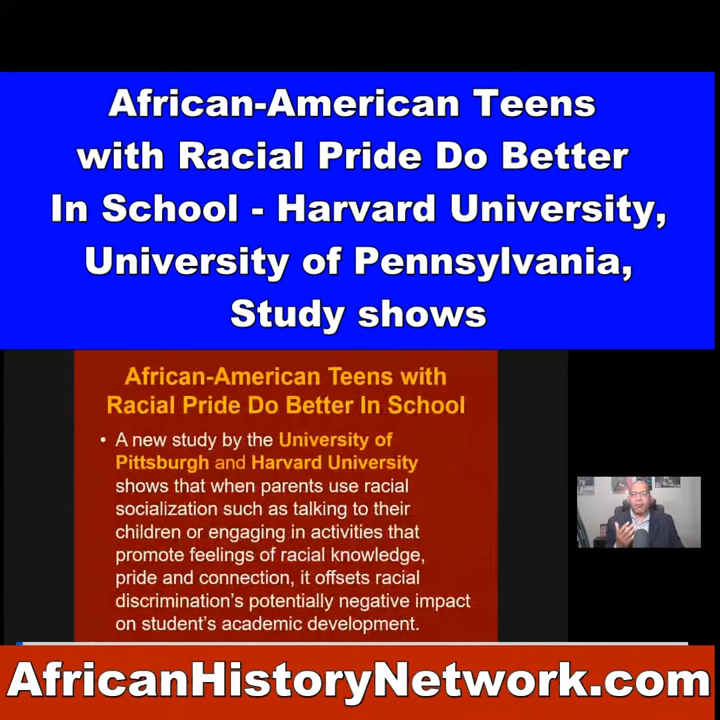 African-American Teens
with Racial Pride Do Better
In School - Harvard University,
University of Pennsylvania,
Study shows
African-American Teens with
Racial Pride Do Better In School
• A new study by the University of
Pittsburgh and Harvard University
shows that when parents use racial
socialization such as talking to their
children or engaging in activities that
promote feelings of racial knowledge,
pride and connection, it offsets racial
discrimination's potentially negative impact
on student's academic development.
AfricanHistoryNetwork.com